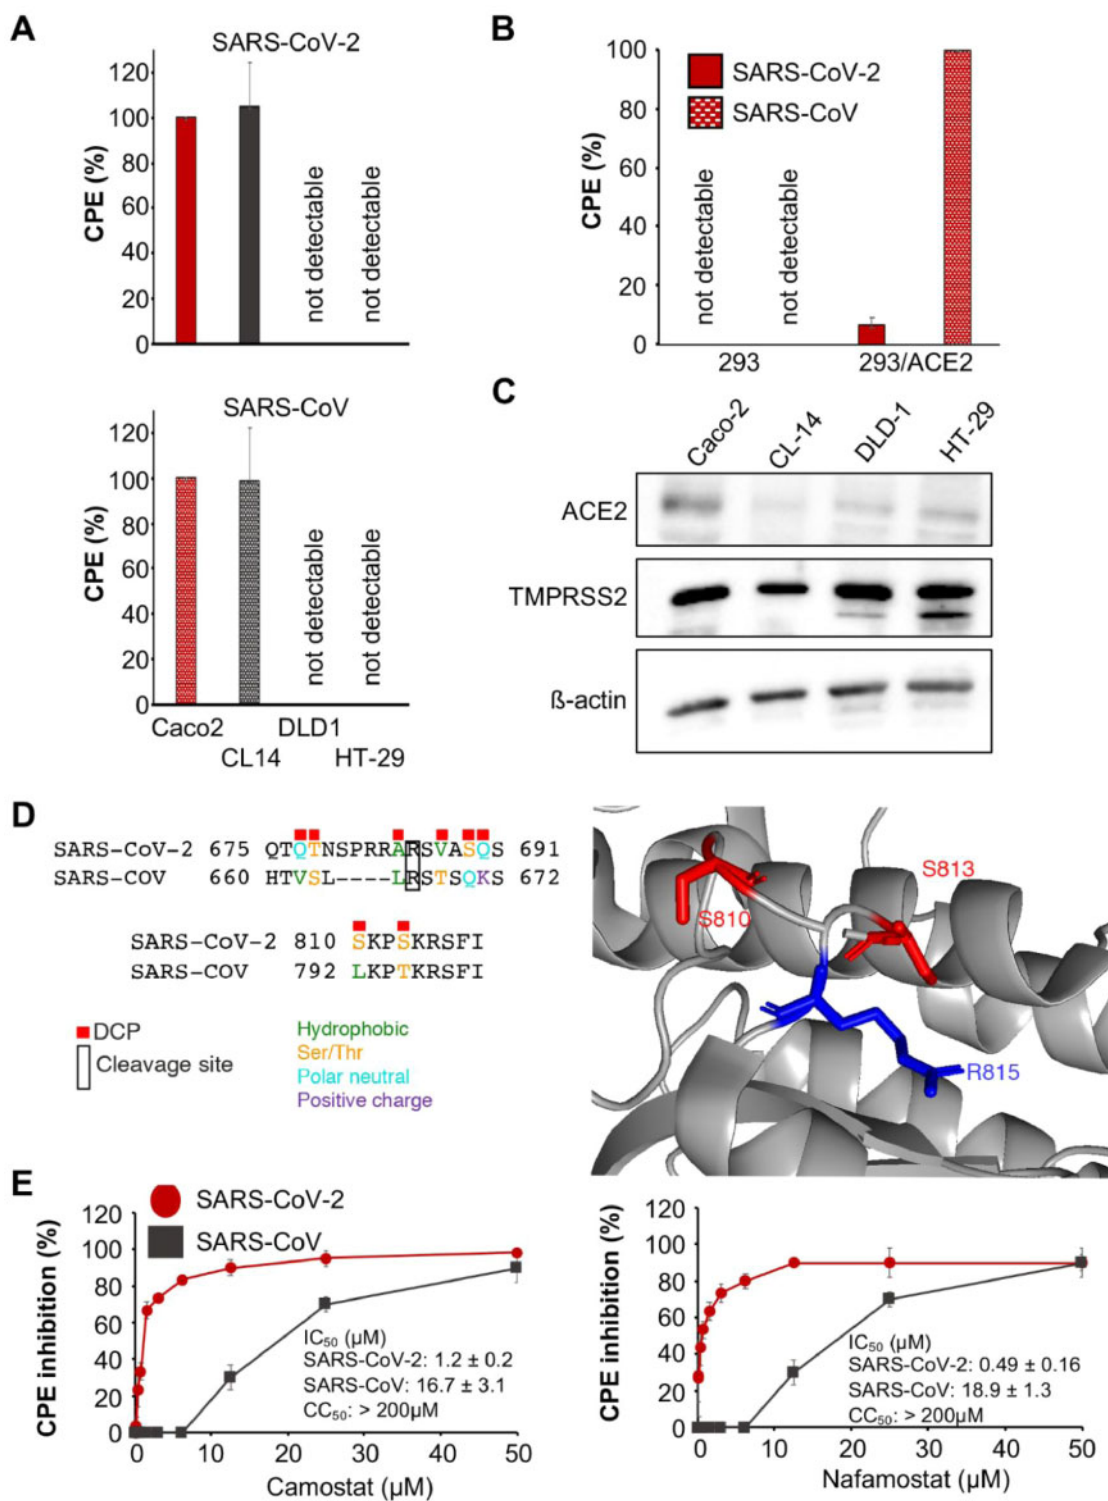 A
SARS-CoV-2
CPE (%)
120
100
80
60
40
20
0
not detectable
not detectable
SARS-CoV
CPE (%)
120
100
80
60
40
20
0
not detectable
not detectable
Caco2
DLD1
CL14
HT-29
B
CPE (%)
100
80
60
40
20
0
SARS-CoV-2
SARS-CoV
not detectable
not detectable
293
293/ACE2
C
Caco-2
CL-14
DLD-1
HT-29
ACE2
TMPRSS2
ß-actin
D
SARS-CoV-2 675 QTQTNSPRRARSVASQS 691
SARS-COV 660 HTVSL----LRSTSQKS 672
SARS-CoV-2 810 SKPSKRSFI
SARS-COV 792 LKPTKRSFI
DCP
Cleavage site
Hydrophobic
Ser/Thr
Polar neutral
Positive charge
S810
S813
R815
E
SARS-CoV-2
SARS-CoV
CPE inhibition (%)
120
100
80
60
40
20
0
IC50 (µM)
SARS-CoV-2: 1.2 ± 0.2
SARS-CoV: 16.7 ± 3.1
CC50: > 200µM
0 10 20 30 40 50
Camostat (µM)
CPE inhibition (%)
120
100
80
60
40
20
0
IC50 (µM)
SARS-CoV-2: 0.49 ± 0.16
SARS-CoV: 18.9 ± 1.3
CC50: > 200µM
0 10 20 30 40 50
Nafamostat (µM)